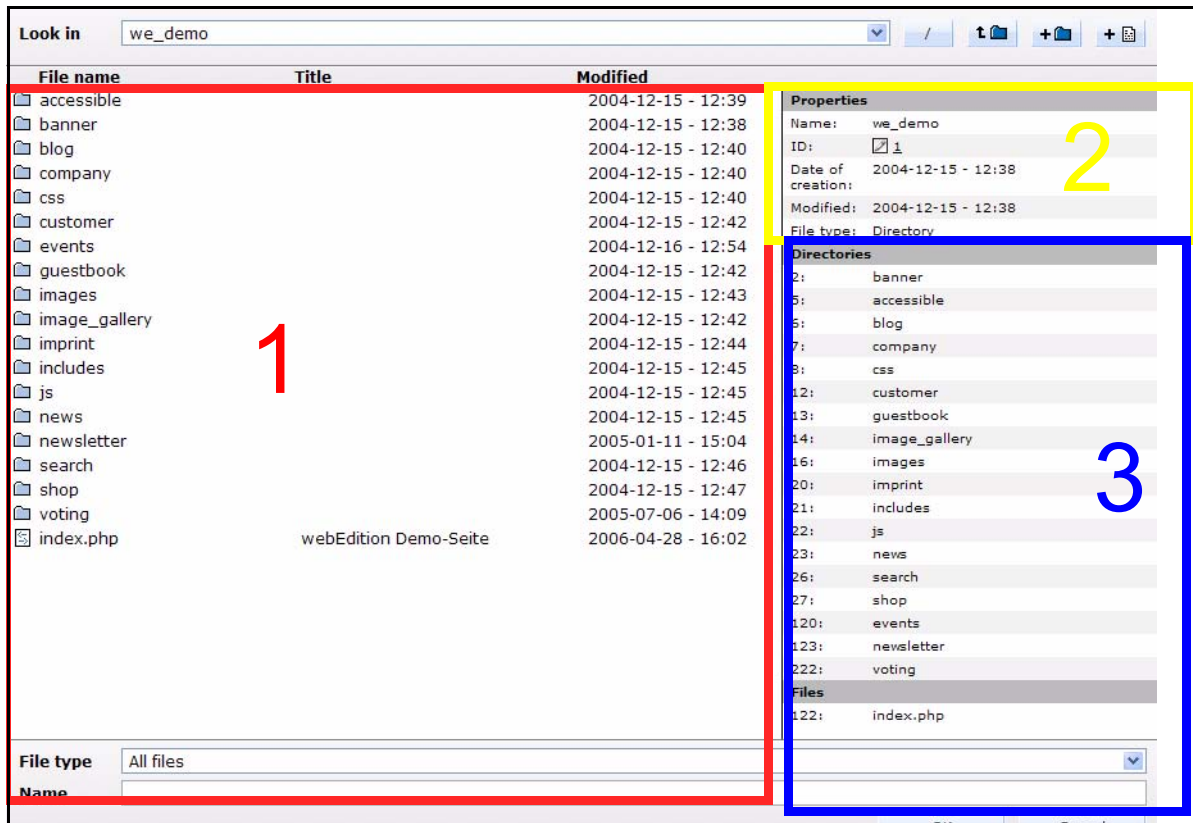 Look in we_demo /
File name Title Modified
accessible 2004-12-15 - 12:39
banner 2004-12-15 - 12:38
blog 2004-12-15 - 12:40
company 2004-12-15 - 12:40
css 2004-12-15 - 12:40
customer 2004-12-15 - 12:42
events 2004-12-16 - 12:54
guestbook 2004-12-15 - 12:42
images 2004-12-15 - 12:43
image_gallery 2004-12-15 - 12:42
imprint 2004-12-15 - 12:44
includes 2004-12-15 - 12:45
js 2004-12-15 - 12:45
news 2004-12-15 - 12:45
newsletter 2005-01-11 - 15:04
search 2004-12-15 - 12:46
shop 2004-12-15 - 12:47
voting 2005-07-06 - 14:09
index.php webEdition Demo-Seite 2006-04-28 - 16:02
1
Properties
Name: we_demo
ID: 1
Date of creation: 2004-12-15 - 12:38
Modified: 2004-12-15 - 12:38
File type: Directory
2
Directories
2: banner
5: accessible
6: blog
7: company
8: css
12: customer
13: guestbook
14: image_gallery
16: images
20: imprint
21: includes
22: js
23: news
26: search
27: shop
120: events
123: newsletter
222: voting
Files
122: index.php
3
File type All files
Name